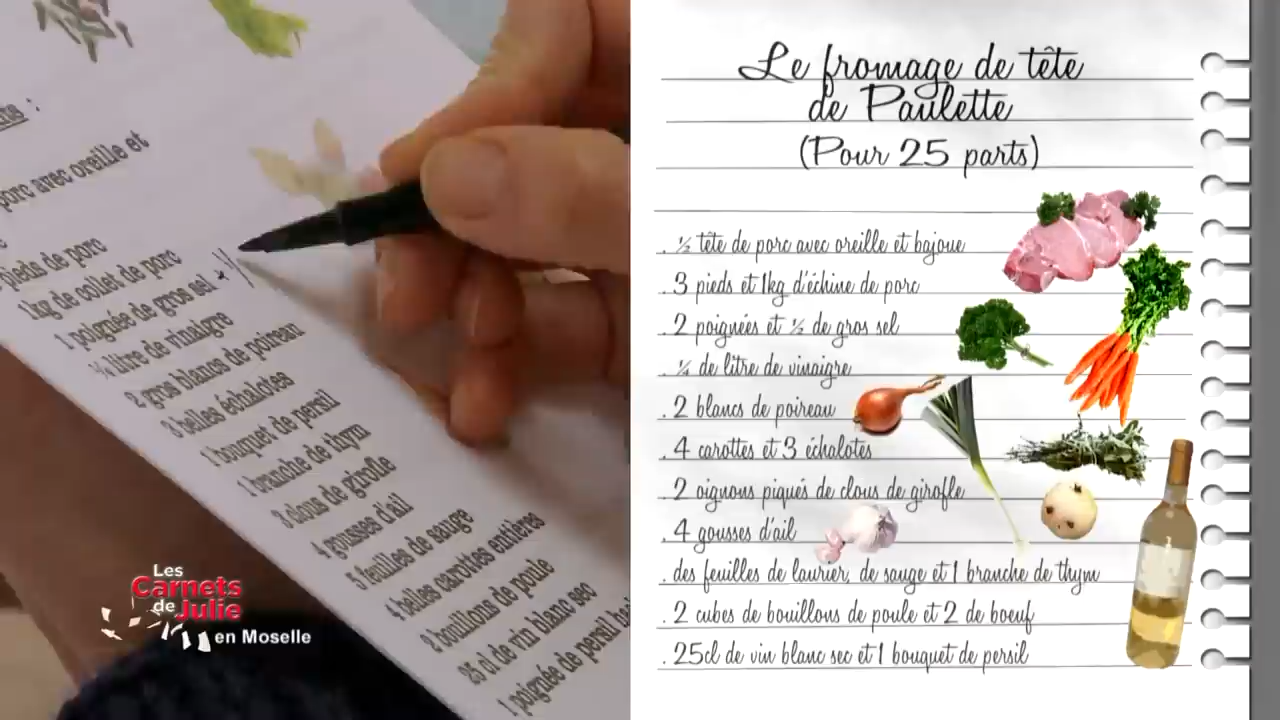 arts :
porc avec oreille et
pieds de porc
1kg de collet de porc
1 poignée de gros sel +
¼ litre de vinaigre
2 gros blancs de poireau
3 belles échalotes
1 bouquet de persil
1 branche de thym
8 clous de girofle
4 gousses d'ail
5 feuilles de sauge
4 belles carottes entières
2 bouillons de poule
25 cl de vin blanc sec
1 poignée de persil
Les
Carnets
de
Julie
en Moselle
Le fromage de tête
de Paulette
(Pour 25 parts)
. ½ tête de porc avec oreille et bajoue
. 3 pieds et 1kg d'échine de porc
. 2 poignées et ½ de gros sel
. ¼ de litre de vinaigre
. 2 blancs de poireau
. 4 carottes et 3 échalotes
. 2 oignons piqués de clous de girofle
. 4 gousses d'ail
. des feuilles de laurier, de sauge et 1 branche de thym
. 2 cubes de bouillons de poule et 2 de boeuf
. 25cl de vin blanc sec et 1 bouquet de persil